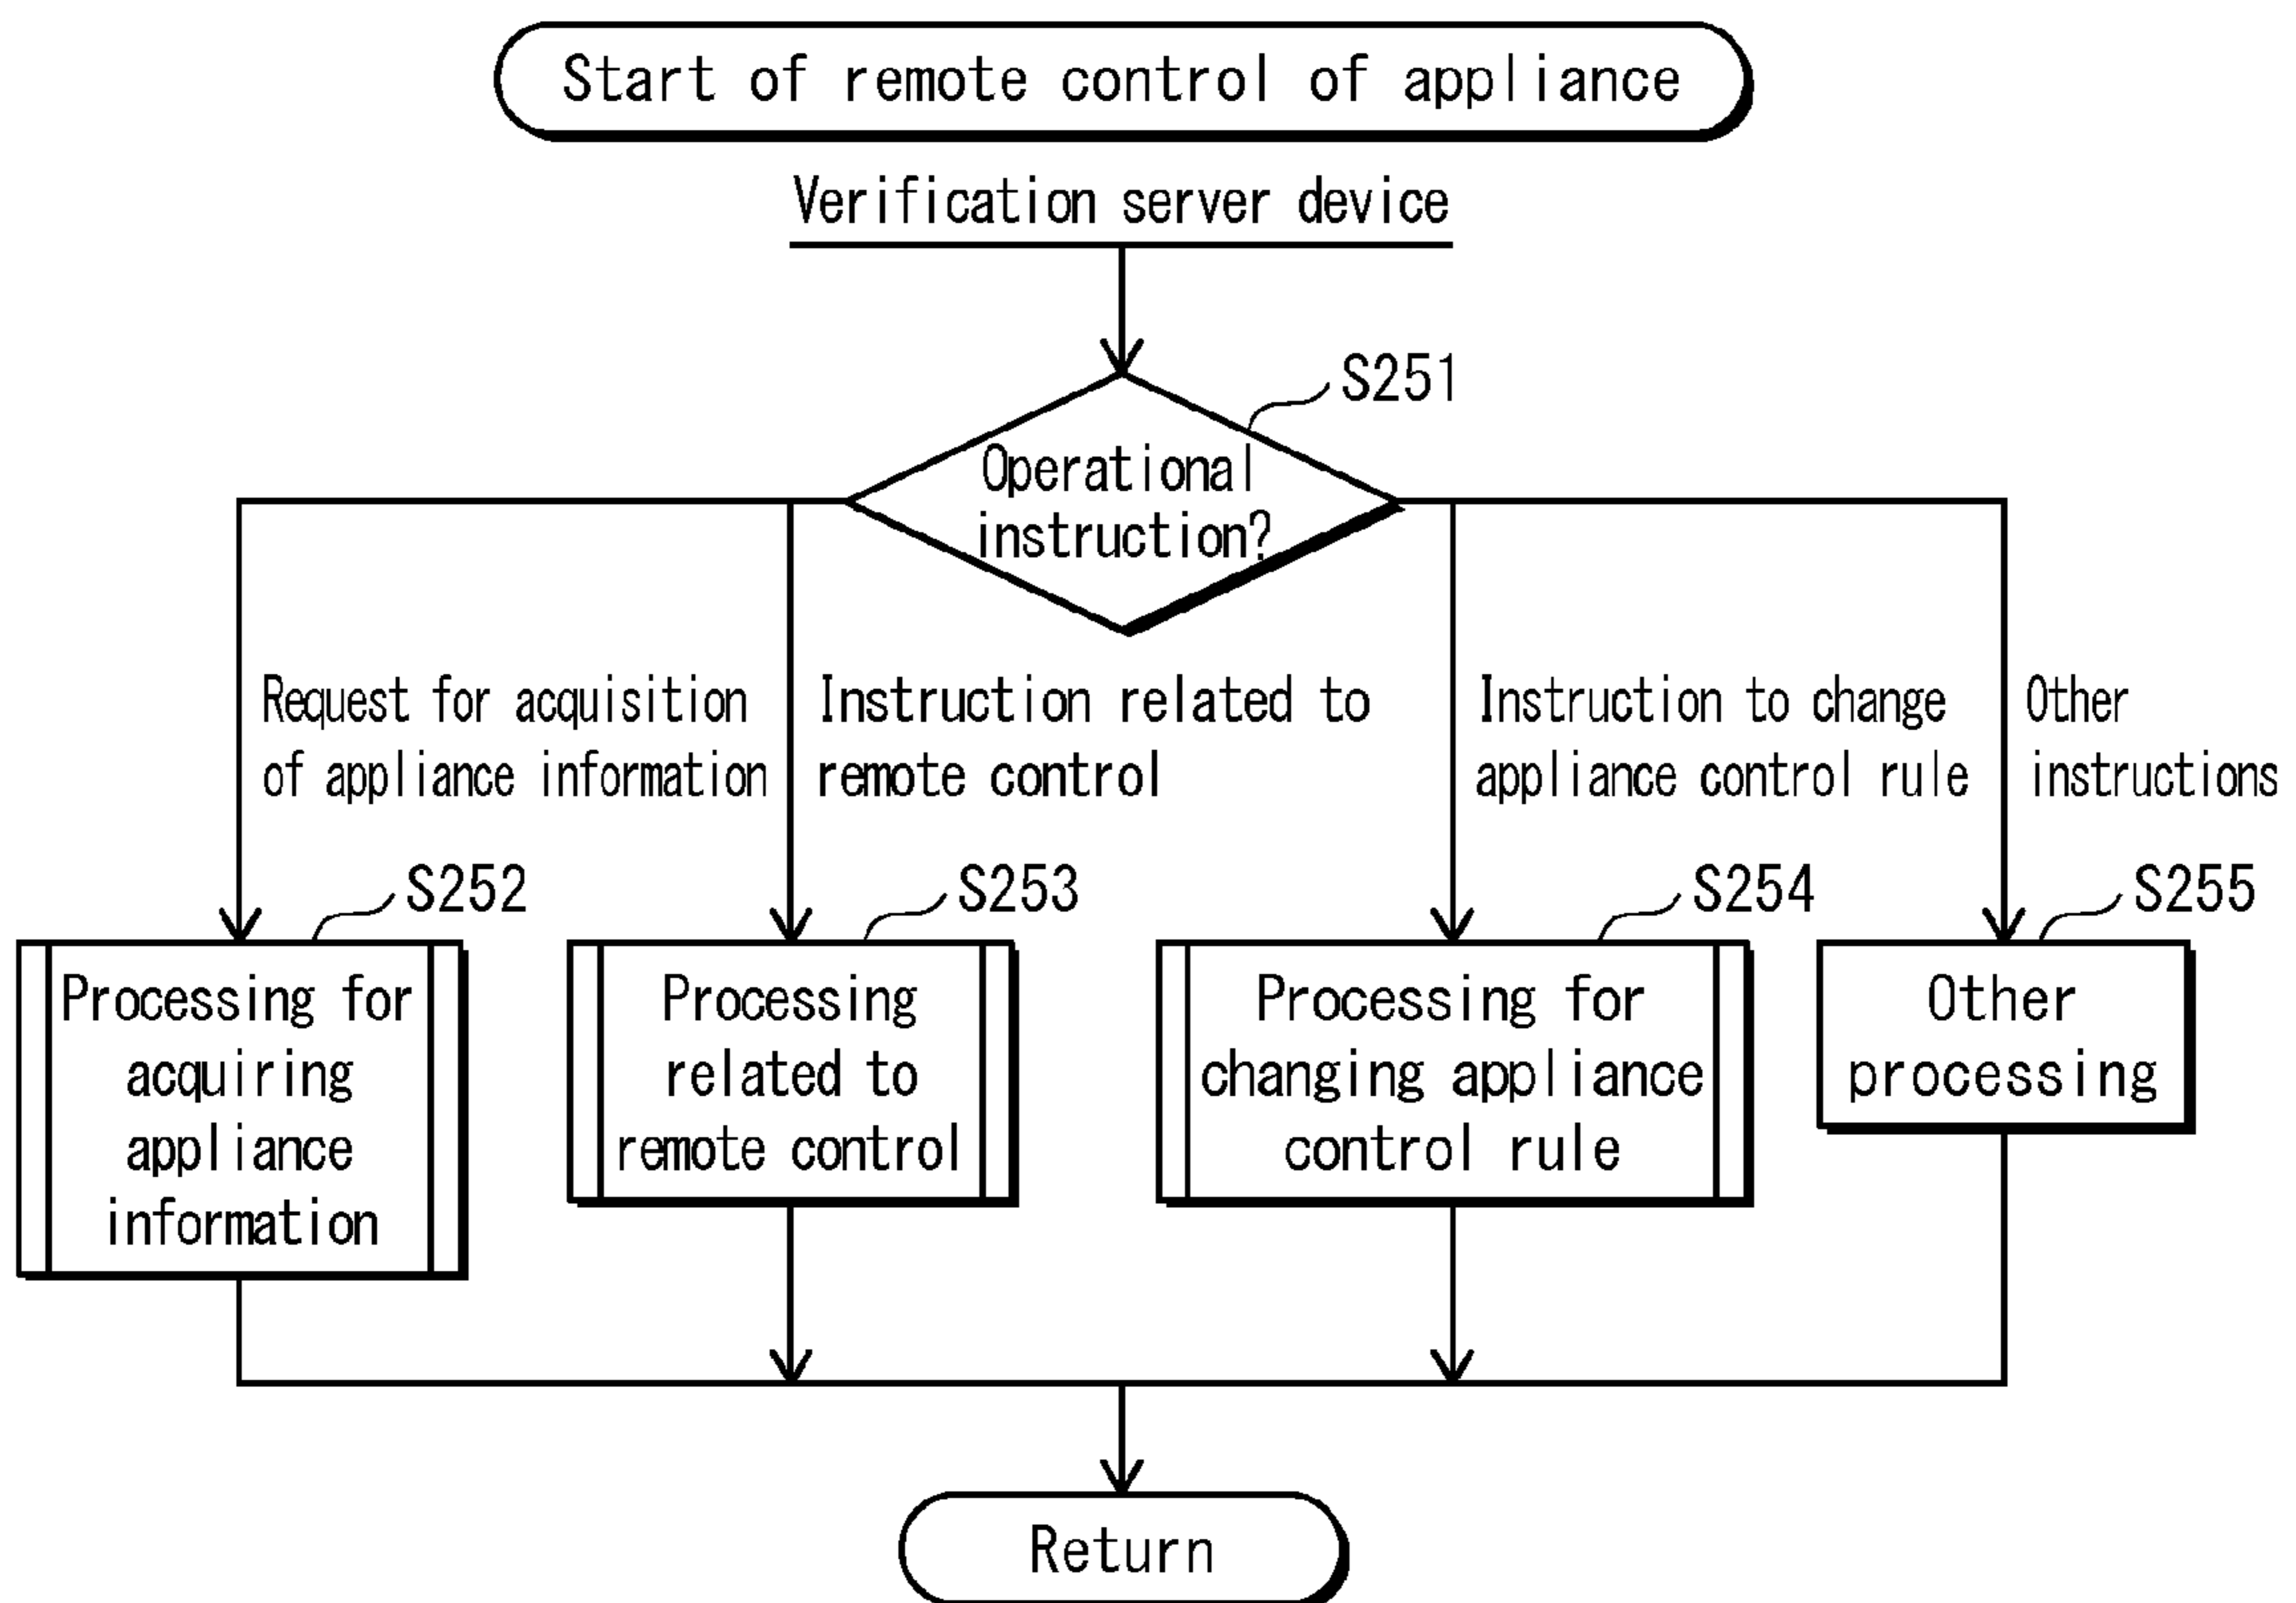 Start of remote control of appliance
Verification server device
S251
Operational
instruction?
Request for acquisition
of appliance information
Instruction related to
remote control
Instruction to change
appliance control rule
Other
instructions
S252
Processing for
acquiring
appliance
information
S253
Processing
related to
remote control
S254
Processing for
changing appliance
control rule
S255
Other
processing
Return